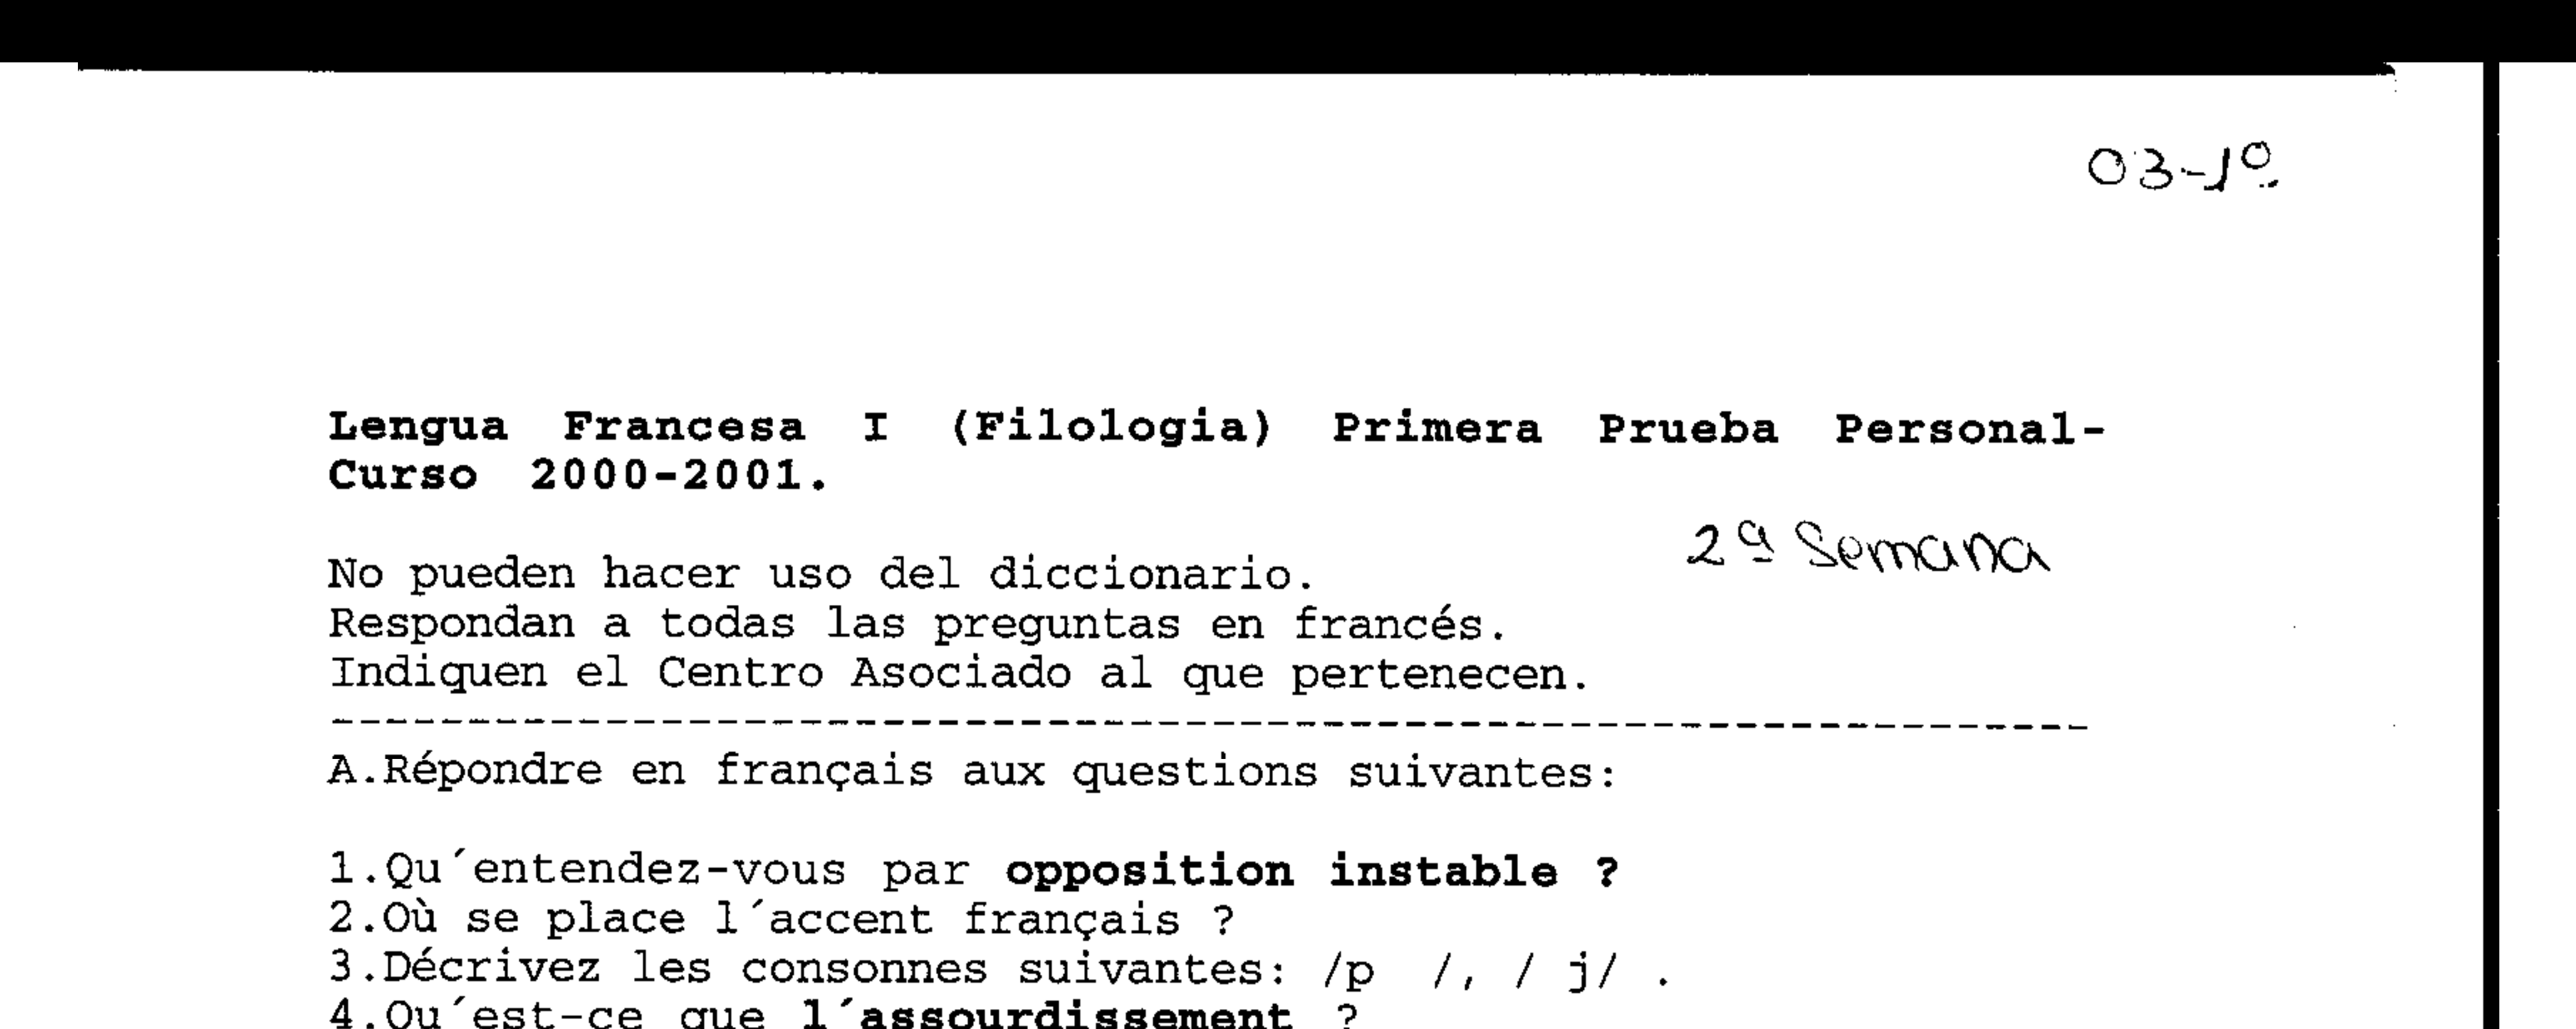 03-1º
Lengua Francesa I (Filologia) Primera Prueba Personal-
Curso 2000-2001.
2ª Semana
No pueden hacer uso del diccionario.
Respondan a todas las preguntas en francés.
Indiquen el Centro Asociado al que pertenecen.
----------------------------------------------------------------
A.Répondre en français aux questions suivantes:
1.Qu´entendez-vous par opposition instable ?
2.Où se place l´accent français ?
3.Décrivez les consonnes suivantes: /p  /, / j/ .
4.Qu´est-ce que l´assourdissement ?